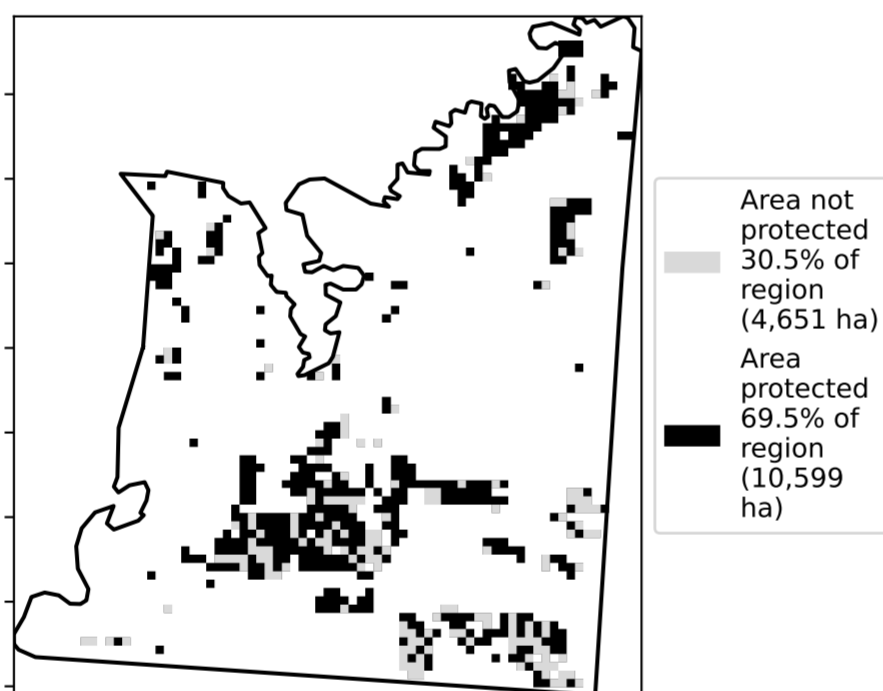 Area not
protected
30.5% of
region
(4,651 ha)
Area
protected
69.5% of
region
(10,599
ha)